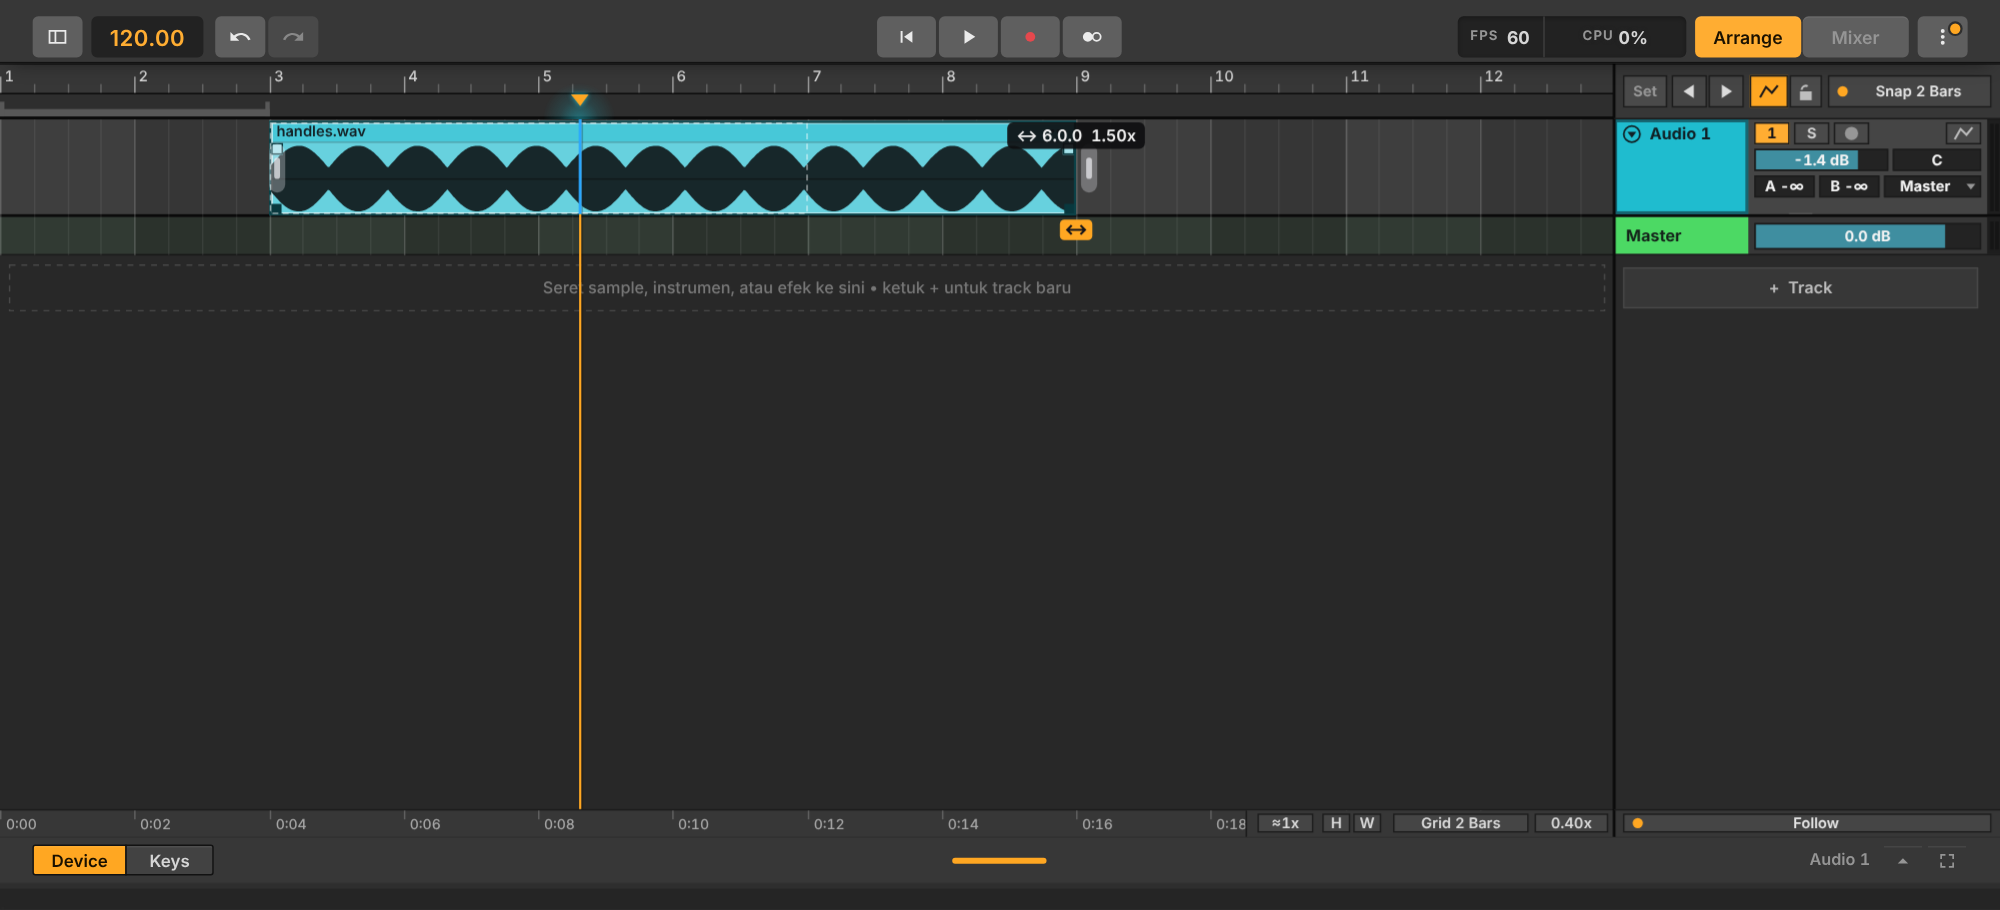 120.00
FPS 60
CPU 0%
Arrange
Mixer
1 2 3 4 5 6 7 8 9 10 11 12
Set
Snap 2 Bars
handles.wav
6.0.0 1.50x
Audio 1
1 S
-1.4 dB C
A -∞ B -∞ Master
Master
0.0 dB
Seret sample, instrumen, atau efek ke sini • ketuk + untuk track baru
+ Track
0:00 0:02 0:04 0:06 0:08 0:10 0:12 0:14 0:16 0:18
≈1x H W Grid 2 Bars 0.40x
Follow
Device Keys
Audio 1